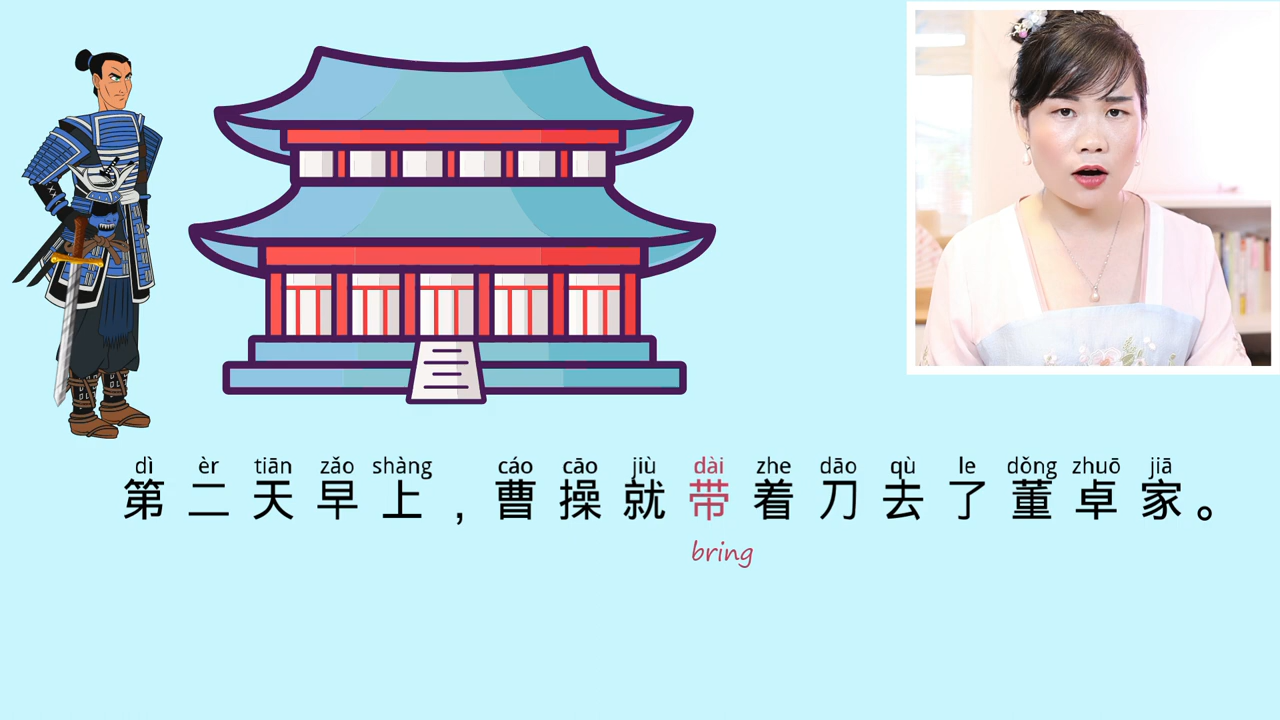 dì èr tiān zǎo shàng cáo cāo jiù dài zhe dāo qù le dǒng zhuō jiā
第二天早上，曹操就带着刀去了董卓家。
bring